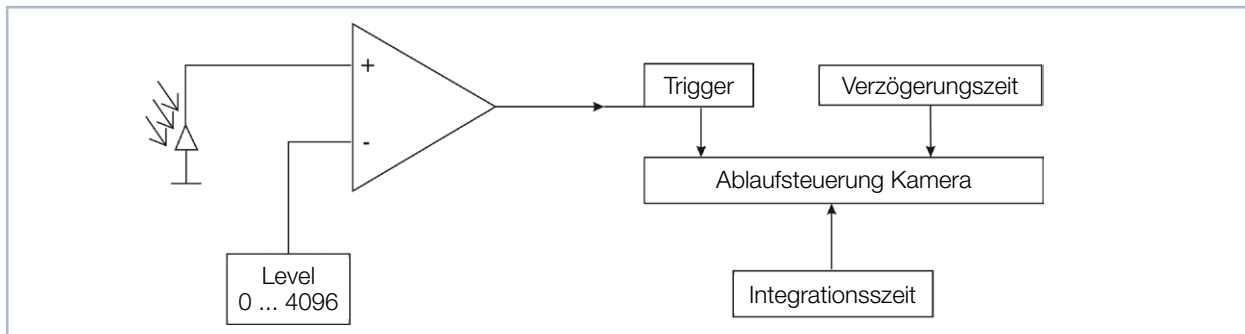 +
-
Trigger
Verzögerungszeit
Ablaufsteuerung Kamera
Level
0 ... 4096
Integrationsszeit